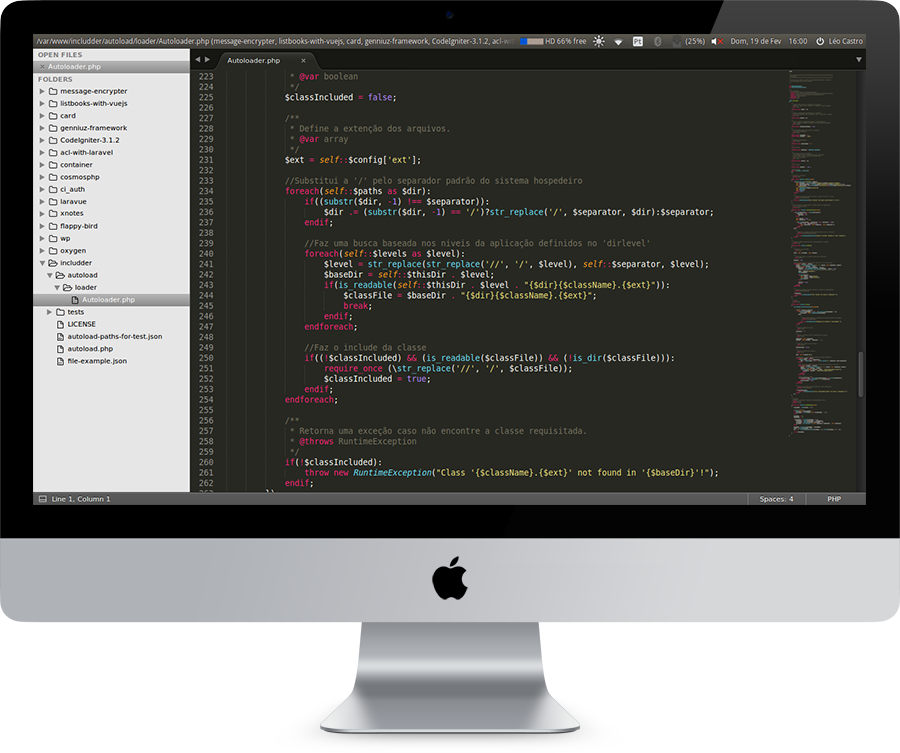 /var/www/includder/autoload/loader/Autoloader.php (message-encrypter, listbooks-with-vuejs, card, genniuz-framework, CodeIgniter-3.1.2, acl-wit
HD 66% free
Pt
(25%)
Dom, 19 de Fev
16:00
Léo Castro
OPEN FILES
Autoloader.php
FOLDERS
message-encrypter
listbooks-with-vuejs
card
genniuz-framework
CodeIgniter-3.1.2
acl-with-laravel
container
cosmosphp
ci_auth
laravue
xnotes
flappy-bird
wp
oxygen
includder
autoload
loader
Autoloader.php
tests
LICENSE
autoload-paths-for-test.json
autoload.php
file-example.json
Autoloader.php ×
223 * @var boolean
224 */
225 $classIncluded = false;
226
227 /**
228 * Define a extenção dos arquivos.
229 * @var array
230 */
231 $ext = self::$config['ext'];
232
233 //Substitui a '/' pelo separador padrão do sistema hospedeiro
234 foreach(self::$paths as $dir):
235 if((substr($dir, -1) !== $separator)):
236 $dir .= (substr($dir, -1) == '/')?str_replace('/', $separator, $dir):$separator;
237 endif;
238
239 //Faz uma busca baseada nos niveis da aplicação definidos no 'dirlevel'
240 foreach(self::$levels as $level):
241 $level = str_replace(str_replace('//', '/', $level), self::$separator, $level);
242 $baseDir = self::$thisDir . $level;
243 if(is_readable(self::$thisDir . $level . "{$dir}{$className}.{$ext}")):
244 $classFile = $baseDir . "{$dir}{$className}.{$ext}";
245 break;
246 endif;
247 endforeach;
248
249 //Faz o include da classe
250 if((!$classIncluded) && (is_readable($classFile)) && (!is_dir($classFile))):
251 require_once (\str_replace('//', '/', $classFile));
252 $classIncluded = true;
253 endif;
254 endforeach;
255
256 /**
257 * Retorna uma exceção caso não encontre a classe requisitada.
258 * @throws RuntimeException
259 */
260 if(!$classIncluded):
261 throw new RuntimeException("Class '{$className}.{$ext}' not found in '{$baseDir}'!");
262 endif;
Line 1, Column 1
Spaces: 4
PHP